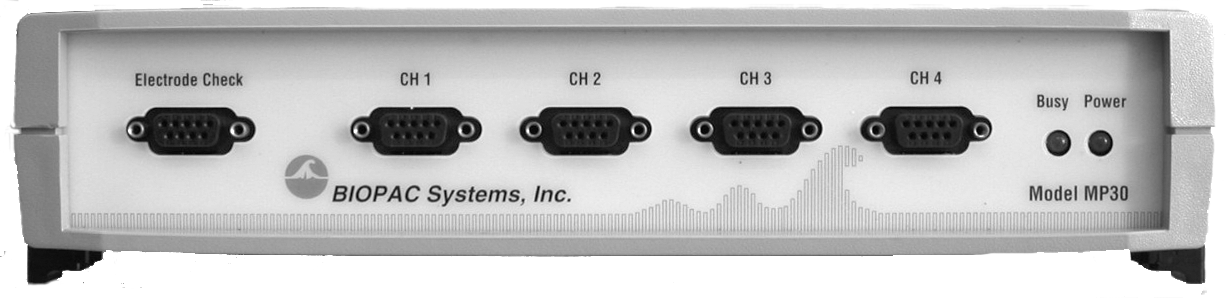 Electrode Check
CH 1
CH 2
CH 3
CH 4
Busy
Power
BIOPAC Systems, Inc.
Model MP30